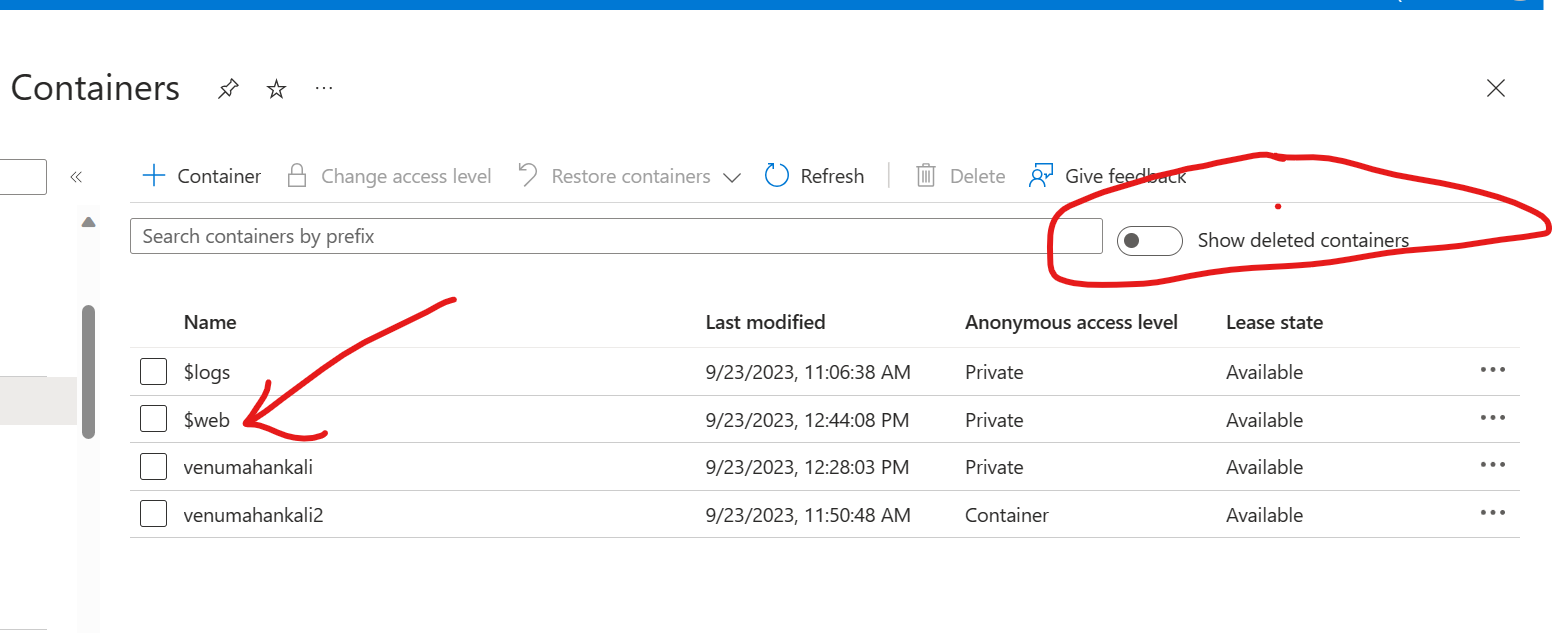 Containers
Container Change access level Restore containers Refresh Delete Give feedback
Search containers by prefix Show deleted containers
Name Last modified Anonymous access level Lease state
$logs 9/23/2023, 11:06:38 AM Private Available
$web 9/23/2023, 12:44:08 PM Private Available
venumahankali 9/23/2023, 12:28:03 PM Private Available
venumahankali2 9/23/2023, 11:50:48 AM Container Available